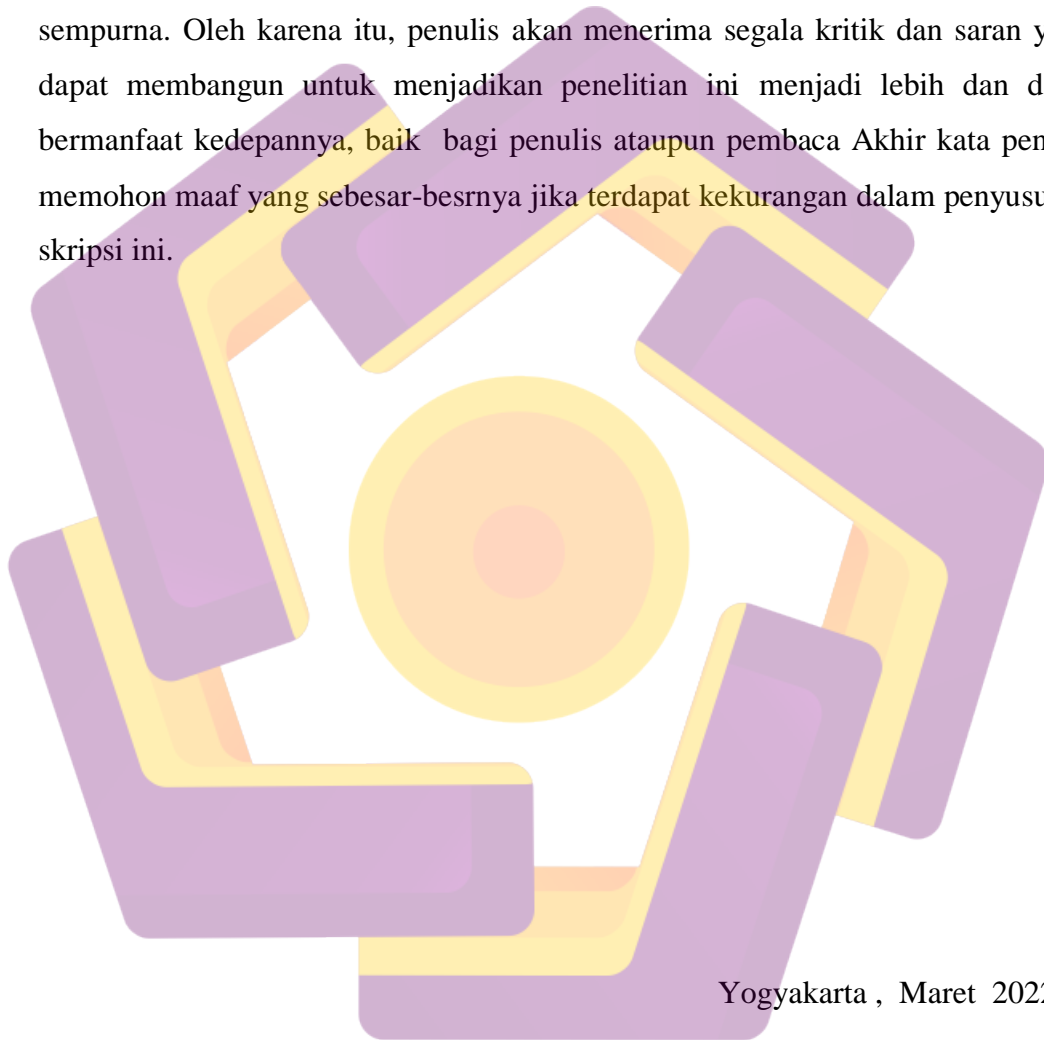 sempurna. Oleh karena itu, penulis akan menerima segala kritik dan saran
dapat membangun untuk menjadikan penelitian ini menjadi lebih dan
bermanfaat kedepannya, baik bagi penulis ataupun pembaca Akhir kata
memohon maaf yang sebesar-besrnya jika terdapat kekurangan dalam
skripsi ini.
Yogyakarta , Maret 2022